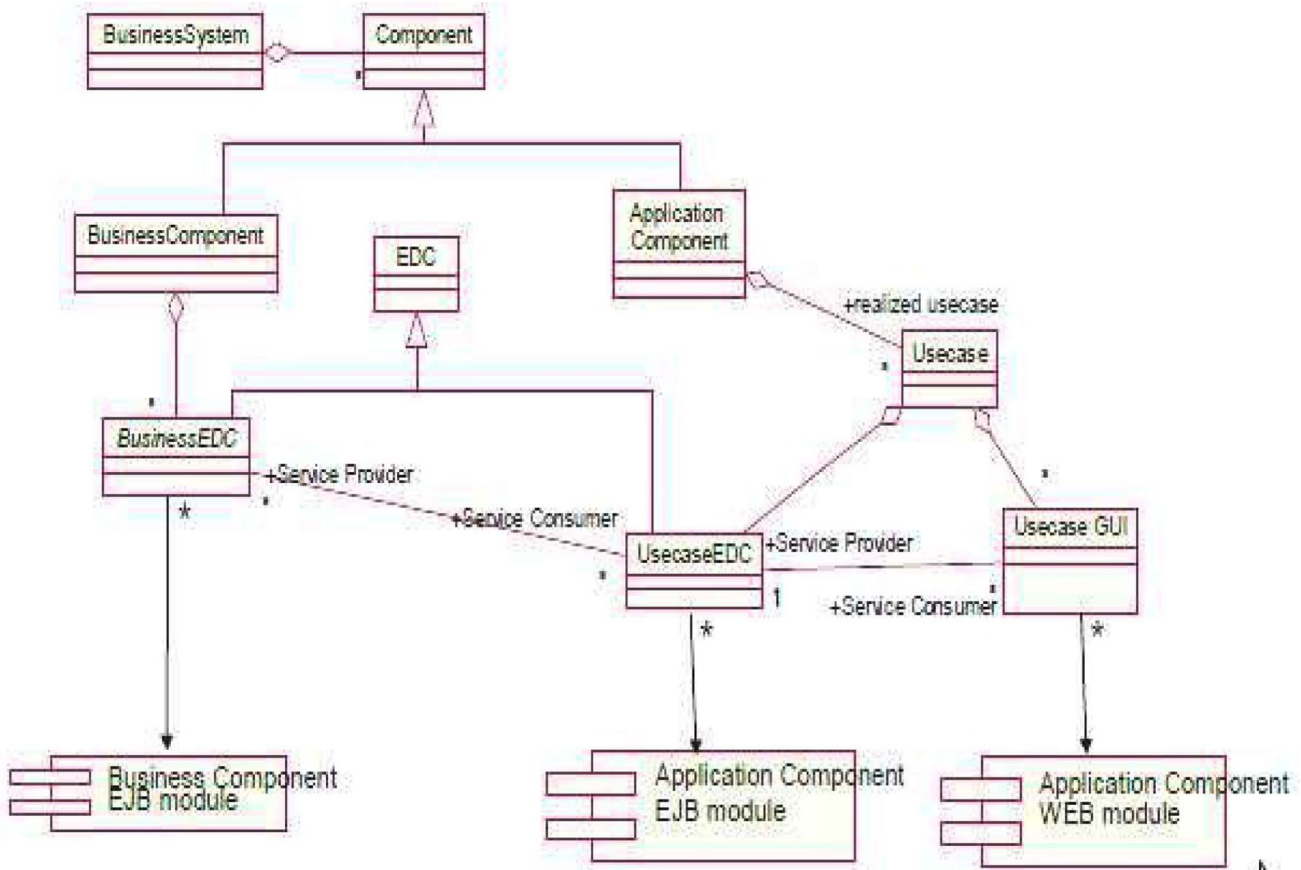 BusinessSystem
Component
*
BusinessComponent
EDC
Application
Component
+realized usecase
Usecase
*
*
BusinessEDC
+Service Provider
*
*
+Service Consumer
*
UsecaseEDC
+Service Provider
1
*
Usecase GUI
*
+Service Consumer
*
*
Business Component
EJB module
Application Component
EJB module
Application Component
WEB module